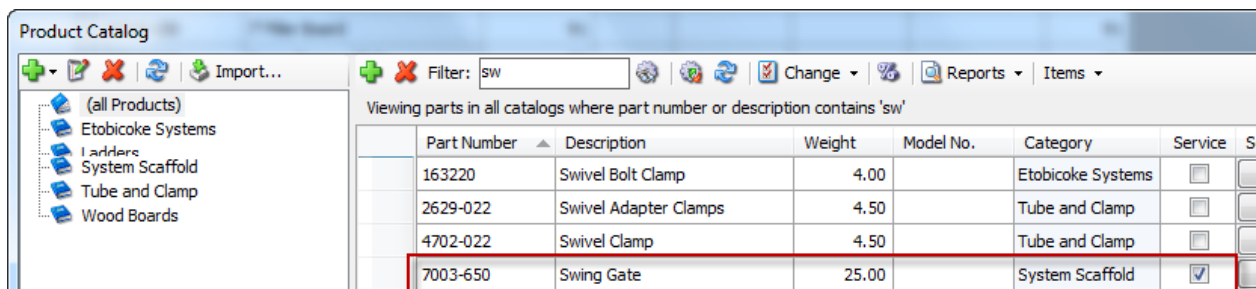 Product Catalog
Import...
Filter: sw Change Reports Items
(all Products)
Etobicoke Systems
Ladders
System Scaffold
Tube and Clamp
Wood Boards
Viewing parts in all catalogs where part number or description contains 'sw'
Part Number Description Weight Model No. Category Service S
163220 Swivel Bolt Clamp 4.00 Etobicoke Systems
2629-022 Swivel Adapter Clamps 4.50 Tube and Clamp
4702-022 Swivel Clamp 4.50 Tube and Clamp
7003-650 Swing Gate 25.00 System Scaffold